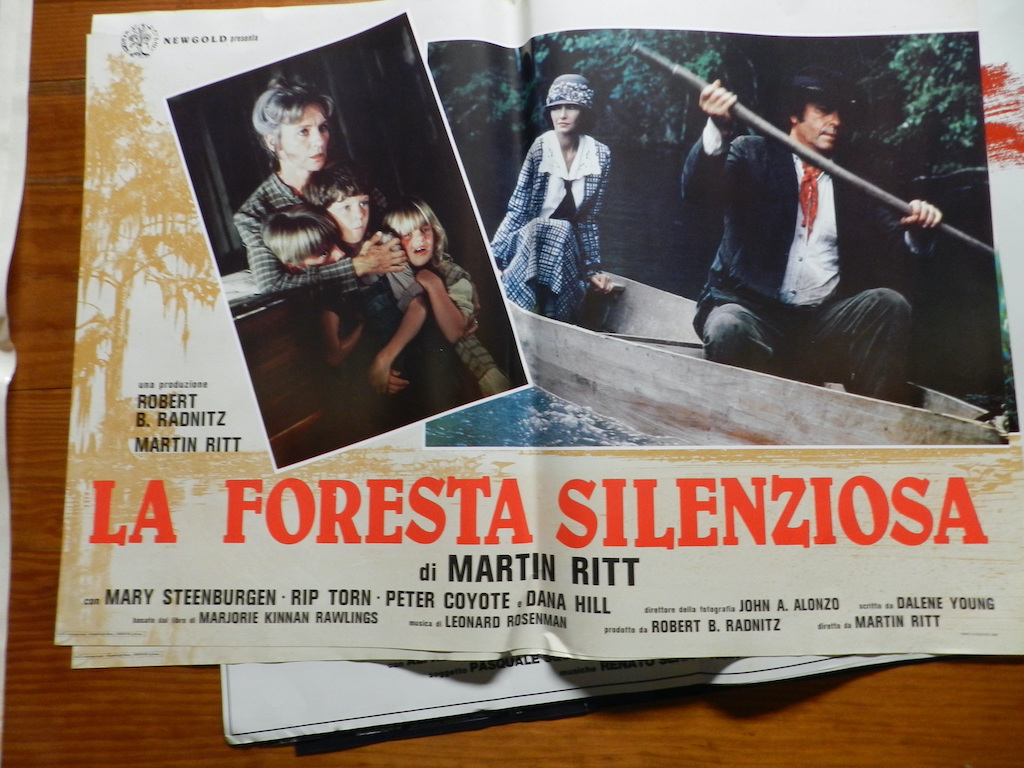 NEWGOLD presenta
una produzione
ROBERT
B. RADNITZ
MARTIN RITT
LA FORESTA SILENZIOSA
di MARTIN RITT
con MARY STEENBURGEN · RIP TORN · PETER COYOTE e DANA HILL
basato dal libro di MARJORIE KINNAN RAWLINGS
musica di LEONARD ROSENMAN
direttore della fotografia JOHN A. ALONZO
scritto da DALENE YOUNG
prodotto da ROBERT B. RADNITZ
diretto da MARTIN RITT
soggetto PASQUALE
musiche RENATO